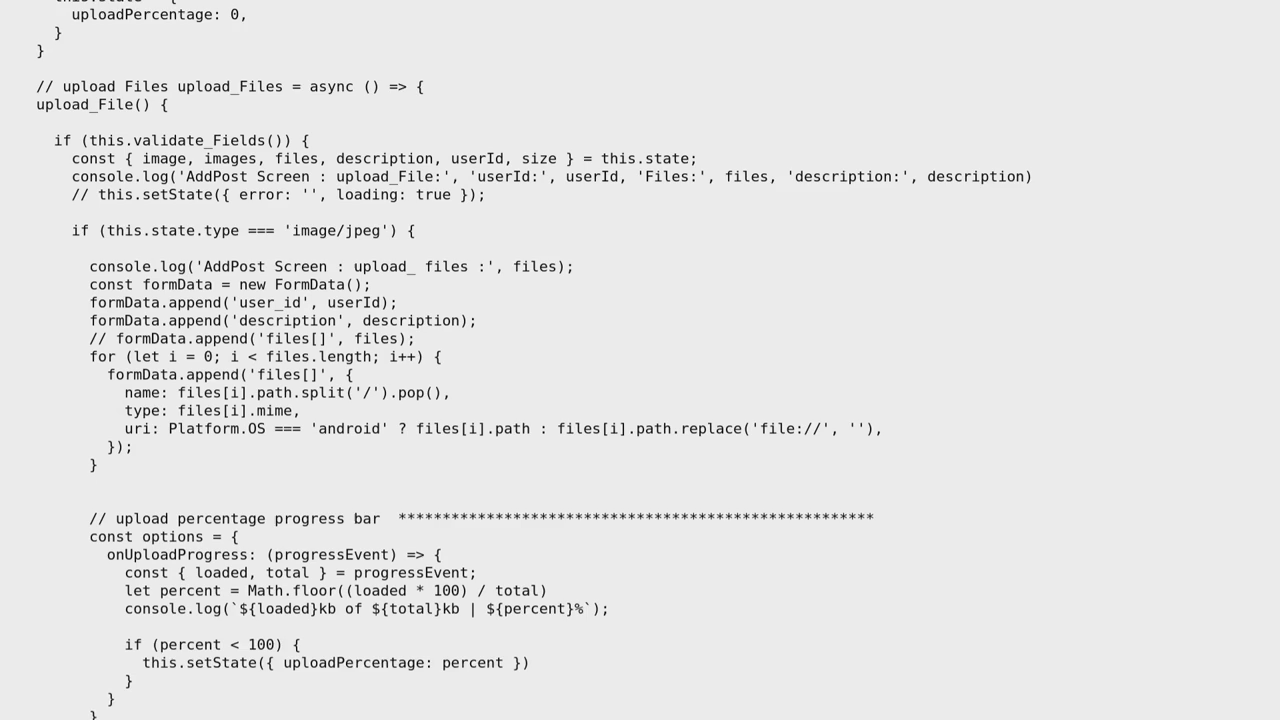 uploadPercentage: 0,
}
}
// upload Files upload_Files = async () => {
upload_File() {
if (this.validate_Fields()) {
const { image, images, files, description, userId, size } = this.state;
console.log('AddPost Screen : upload_File:', 'userId:', userId, 'Files:', files, 'description:', description)
// this.setState({ error: '', loading: true });
if (this.state.type === 'image/jpeg') {
console.log('AddPost Screen : upload_ files :', files);
const formData = new FormData();
formData.append('user_id', userId);
formData.append('description', description);
// formData.append('files[]', files);
for (let i = 0; i < files.length; i++) {
formData.append('files[]', {
name: files[i].path.split('/').pop(),
type: files[i].mime,
uri: Platform.OS === 'android' ? files[i].path : files[i].path.replace('file://', ''),
});
}
// upload percentage progress bar  ******************************************************
const options = {
onUploadProgress: (progressEvent) => {
const { loaded, total } = progressEvent;
let percent = Math.floor((loaded * 100) / total)
console.log(`${loaded}kb of ${total}kb | ${percent}%`);
if (percent < 100) {
this.setState({ uploadPercentage: percent })
}
}
}